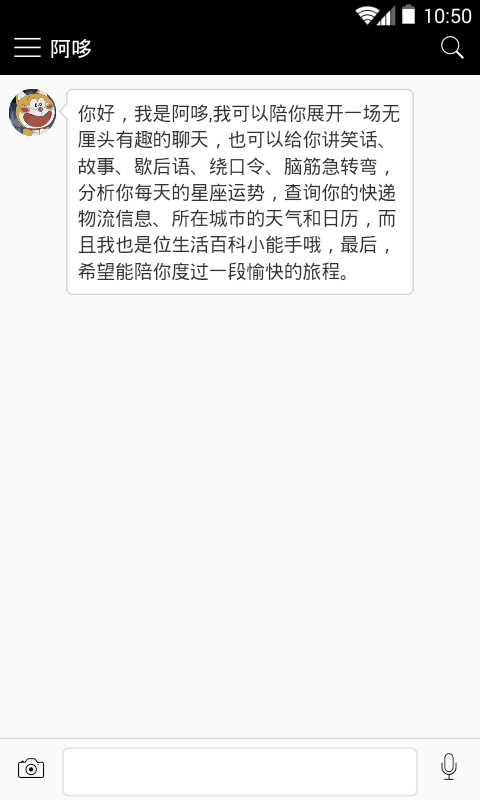 10:50
阿哆
你好，我是阿哆,我可以陪你展开一场无
厘头有趣的聊天，也可以给你讲笑话、
故事、歇后语、绕口令、脑筋急转弯，
分析你每天的星座运势，查询你的快递
物流信息、所在城市的天气和日历，而
且我也是位生活百科小能手哦，最后，
希望能陪你度过一段愉快的旅程。